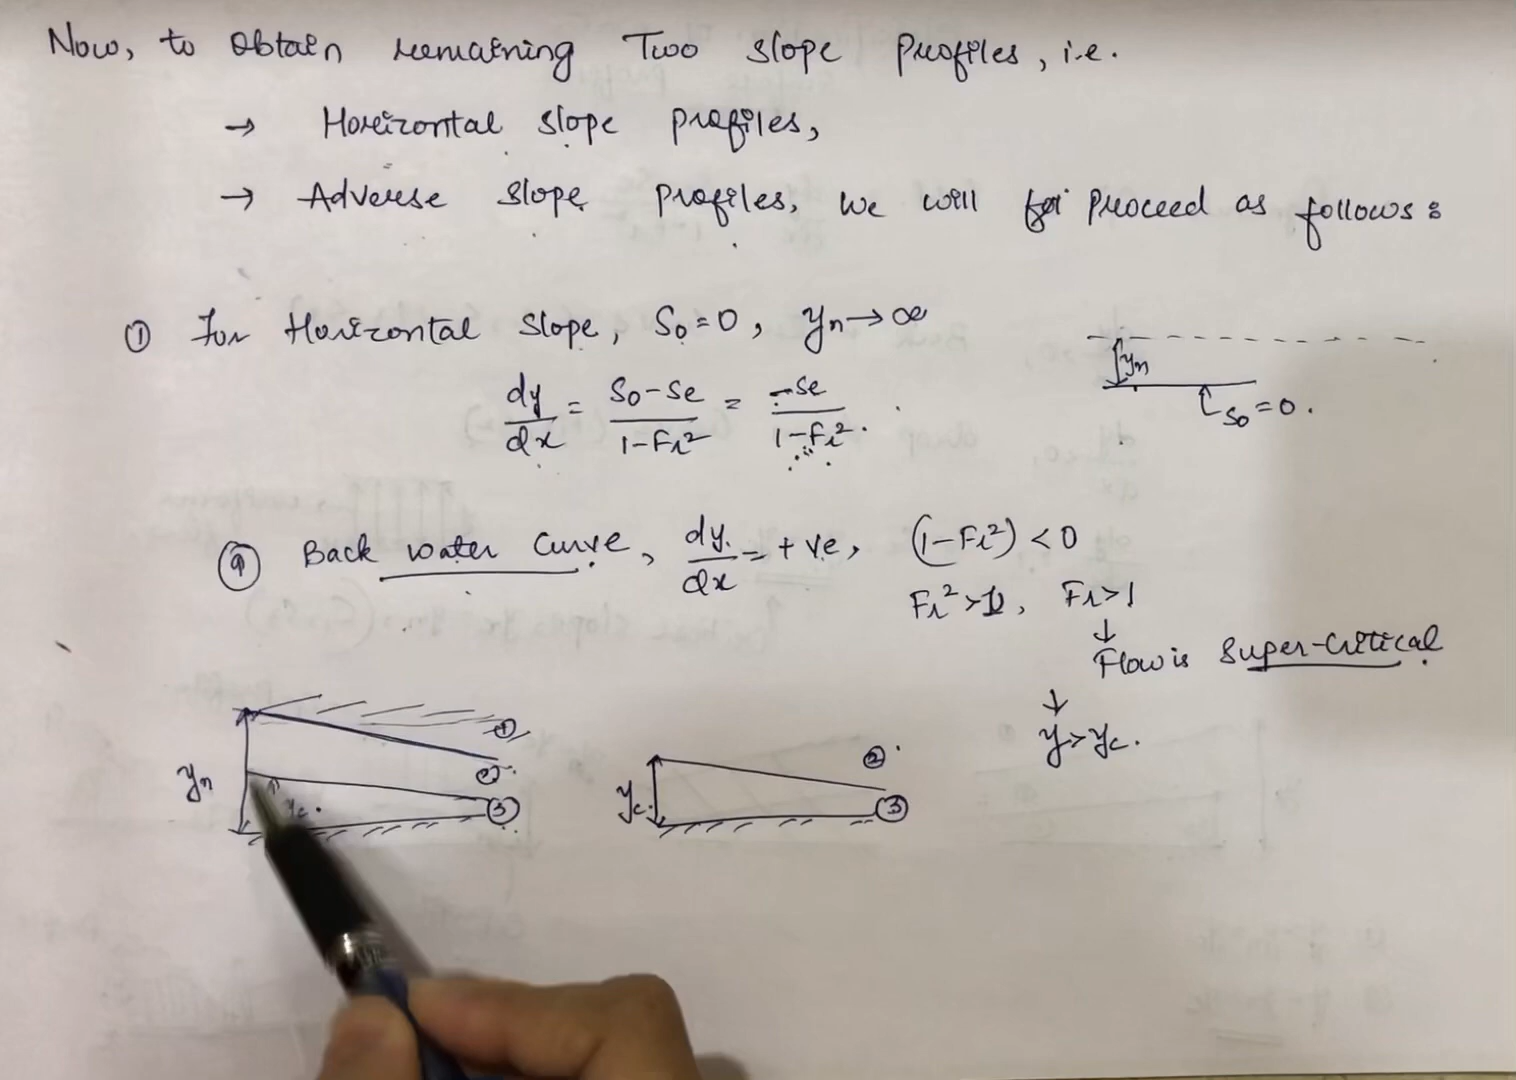 Now, to obtain remaining Two slope profiles, i.e.
→ Horizontal slope profiles,
→ Adverse slope profiles, we will proceed as follows :
① For Horizontal slope, S₀=0, yₙ→∞
dy/dx = (S₀-Se)/(1-Fr²) = -Se/(1-Fr²).
yₙ
S₀=0.
Back water curve, dy/dx = +ve, (1-Fr²)<0
Fr²>1, Fr>1
↓
Flow is Super-critical
↓
y>yc.
①
②
③
yₙ
yc.
②
③
yc.